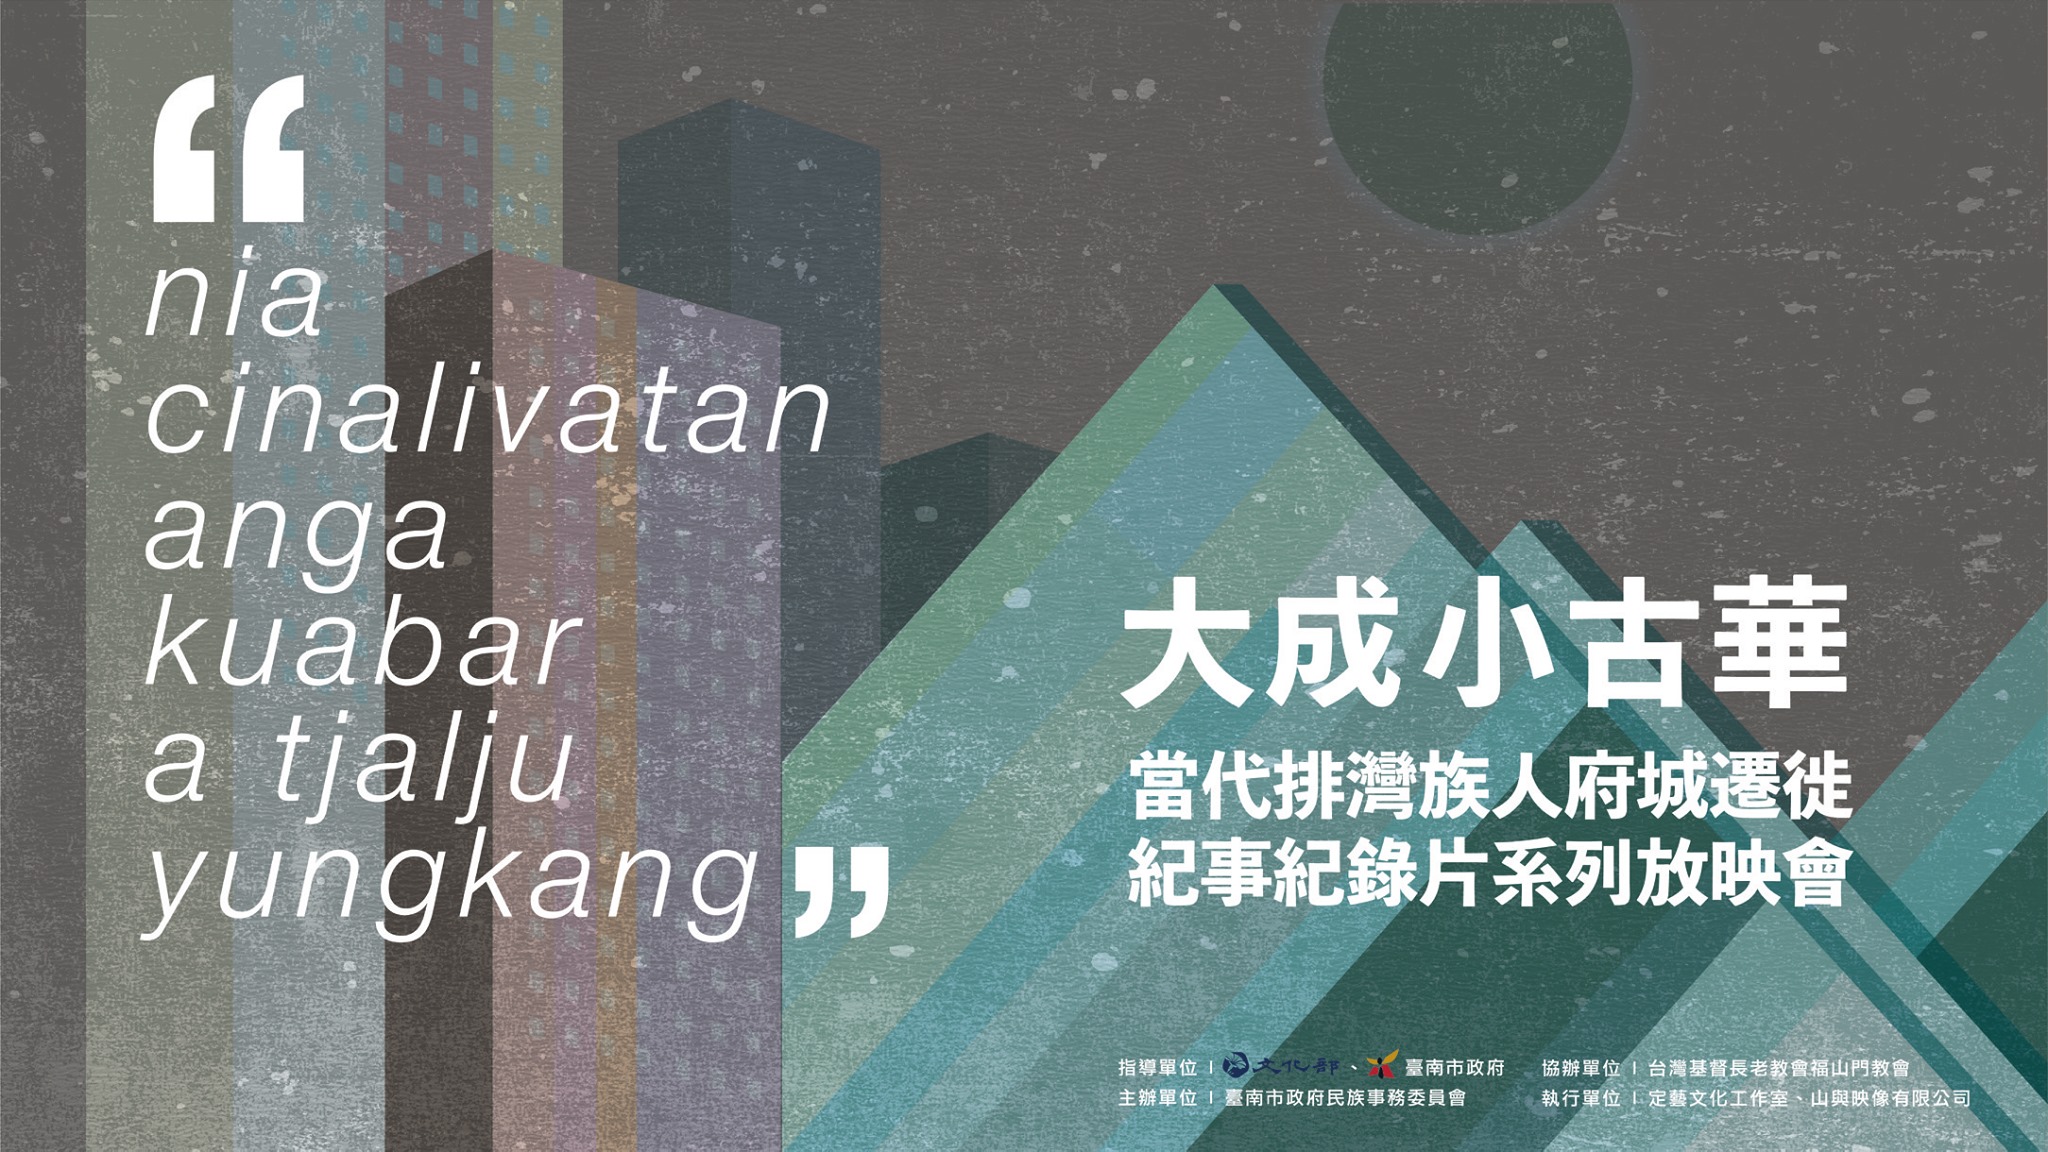 “
nia
cinalivatan
anga
kuabar
a tjalju
yungkang”
大成小古華
當代排灣族人府城遷徙
紀事紀錄片系列放映會
指導單位 | 文化部、臺南市政府
主辦單位 | 臺南市政府民族事務委員會
協辦單位 | 台灣基督長老教會福山門教會
執行單位 | 定藝文化工作室、山與映像有限公司